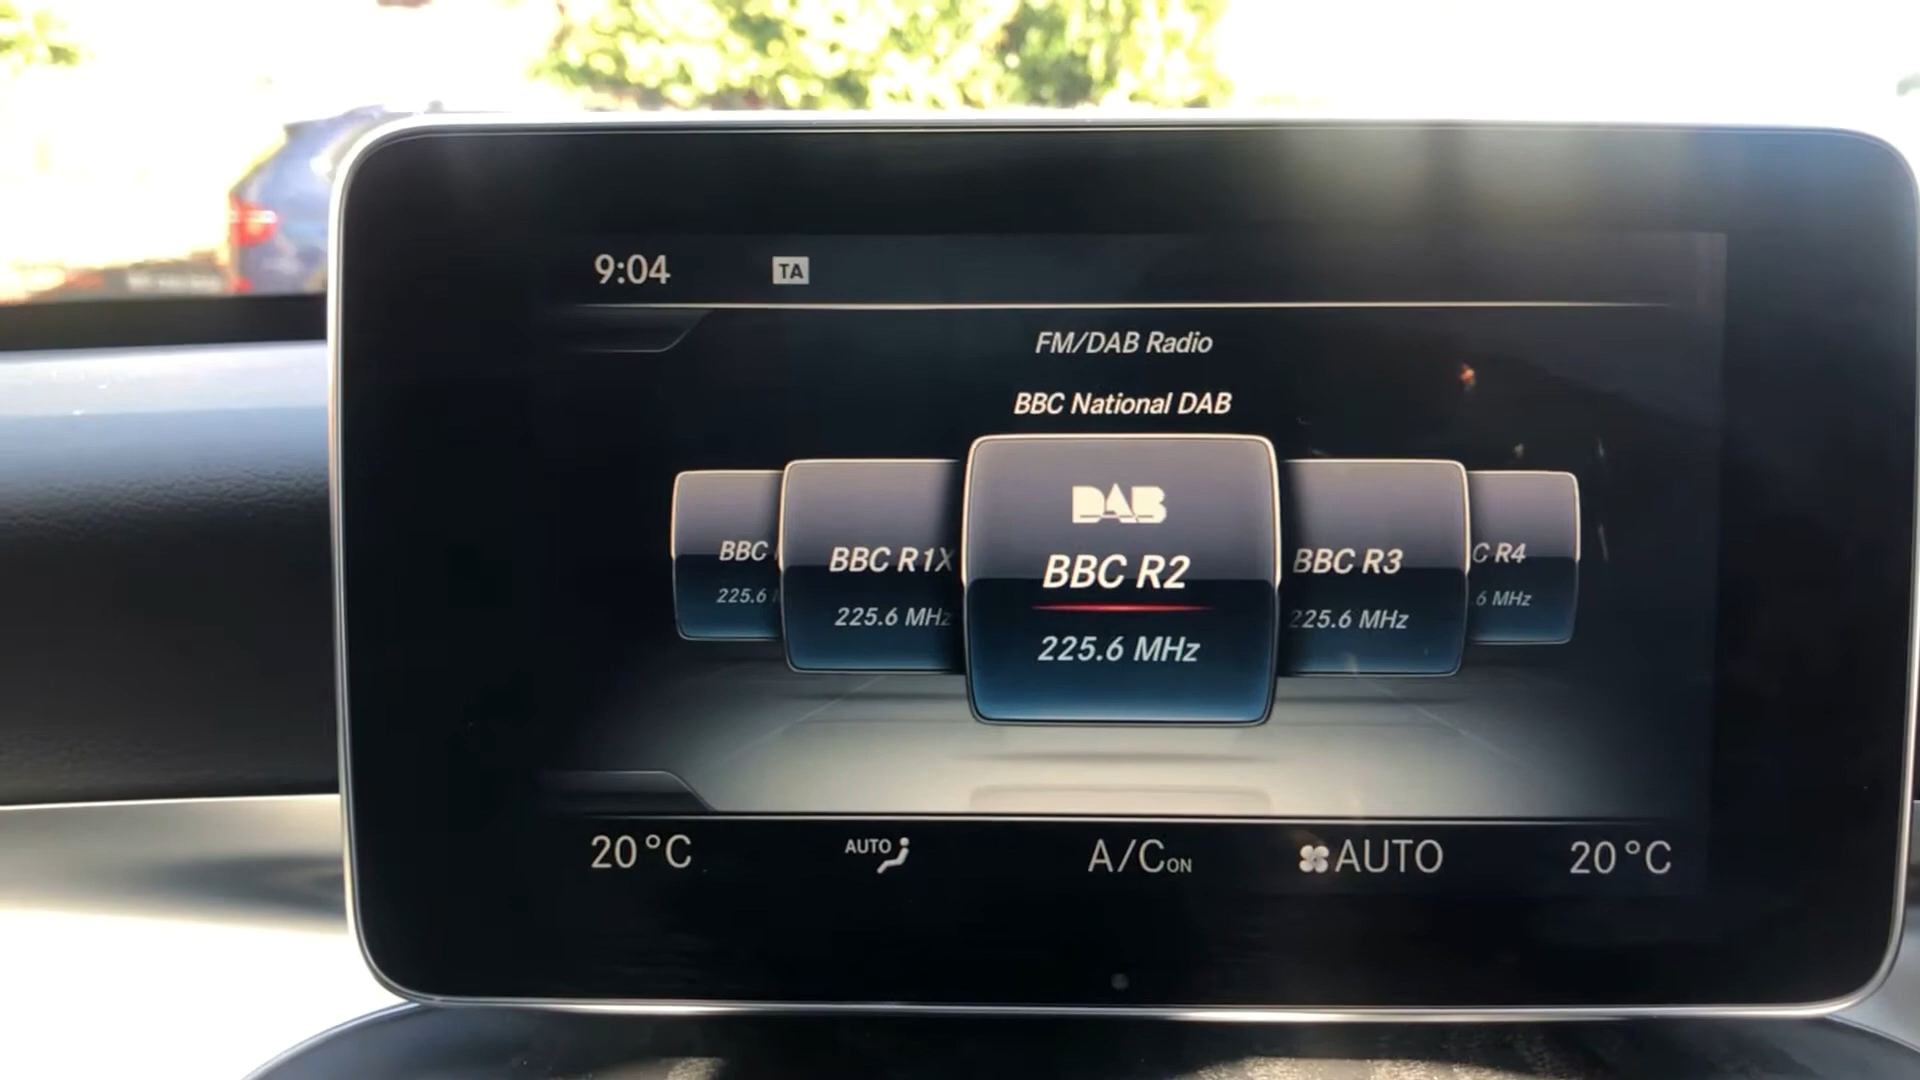 9:04 TA
FM/DAB Radio
BBC National DAB
DAB
BBC BBC R1X BBC R2 BBC R3 C R4
225.6 225.6 MHz 225.6 MHz 225.6 MHz .6 MHz
20°C AUTO A/C ON AUTO 20°C